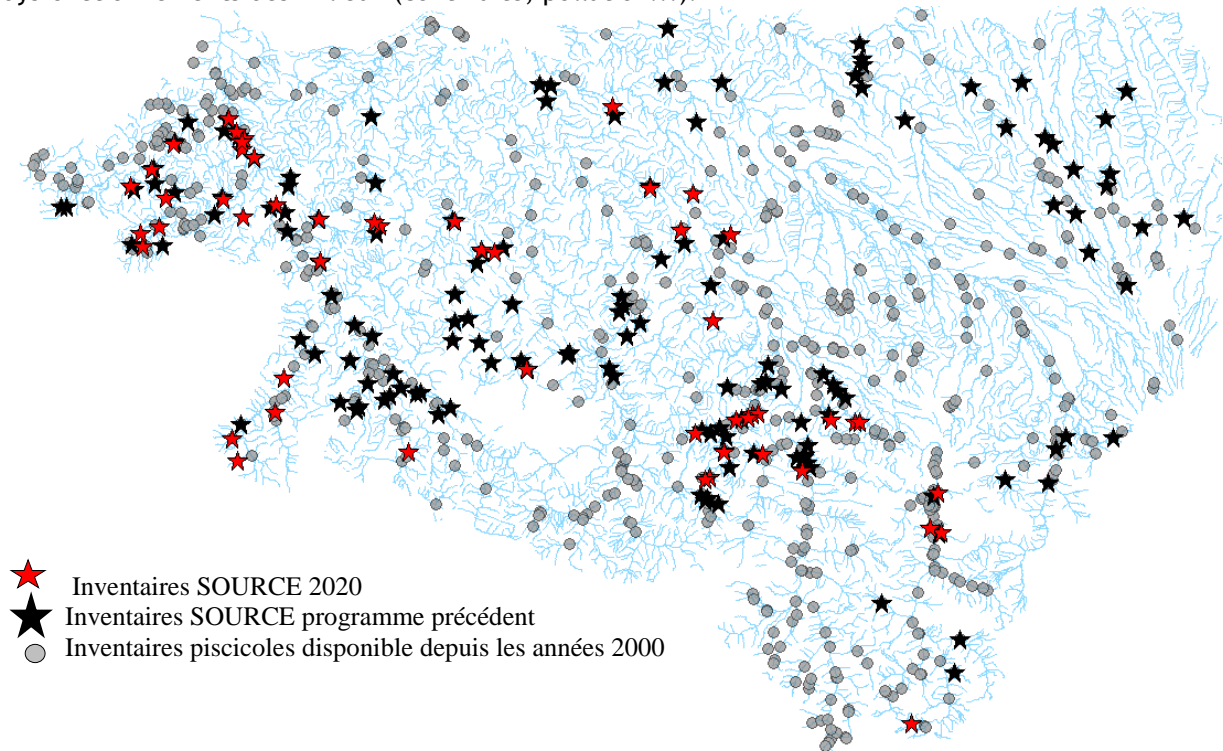 Inventaires SOURCE 2020
Inventaires SOURCE programme précédent
Inventaires piscicoles disponible depuis les années 2000